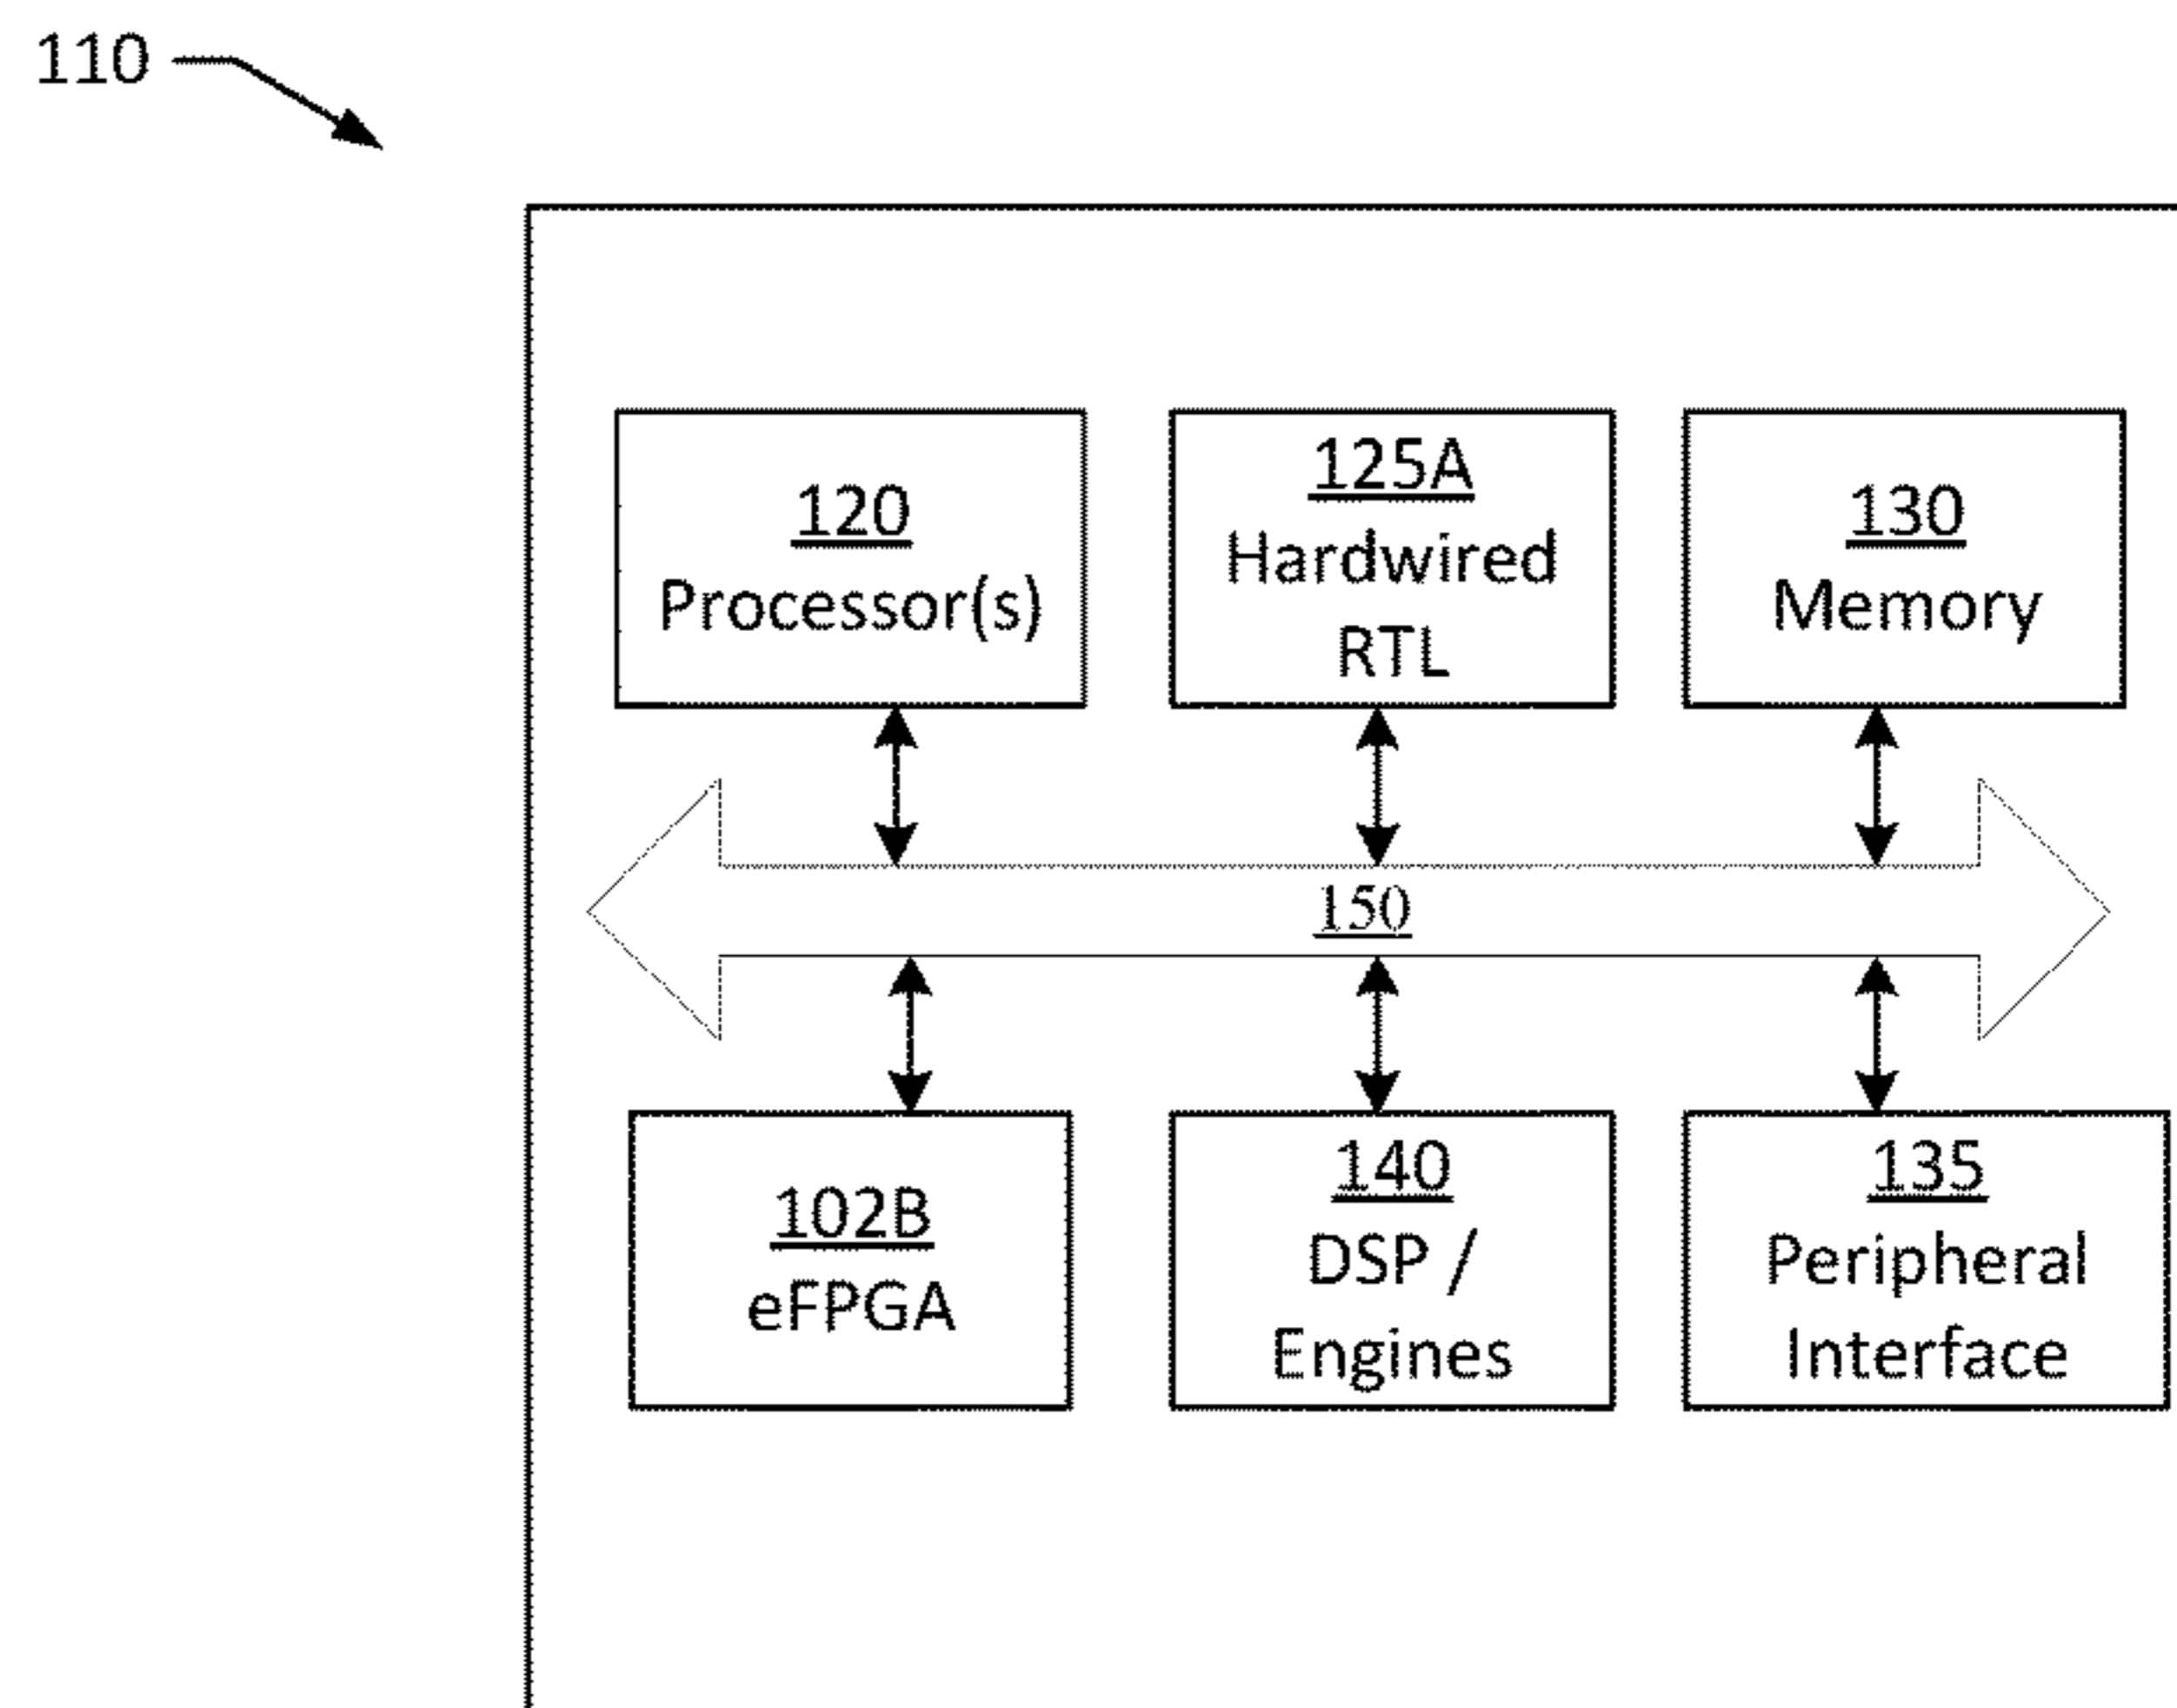 110
120
Processor(s)
125A
Hardwired
RTL
130
Memory
150
102B
eFPGA
140
DSP /
Engines
135
Peripheral
Interface